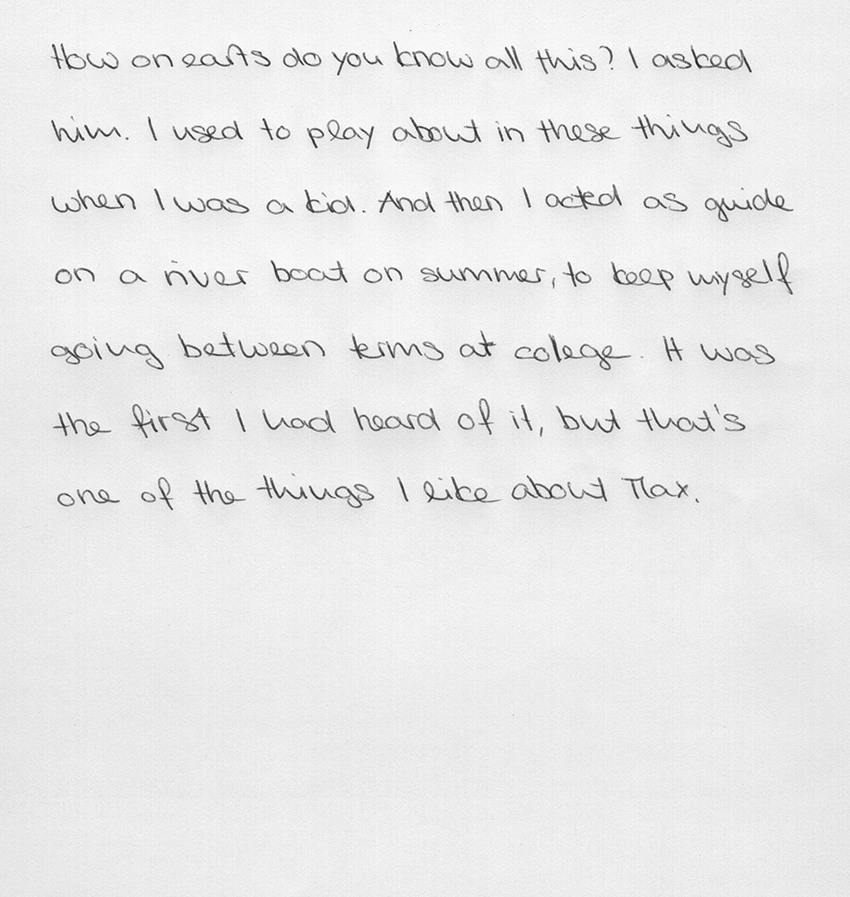 How on earts do you know all this? I asked
him. I used to play about in these things
when I was a kid. And then I acted as guide
on a river boat on summer, to keep myself
going between terms at colege. It was
the first I had heard of it, but that's
one of the things I like about Max.